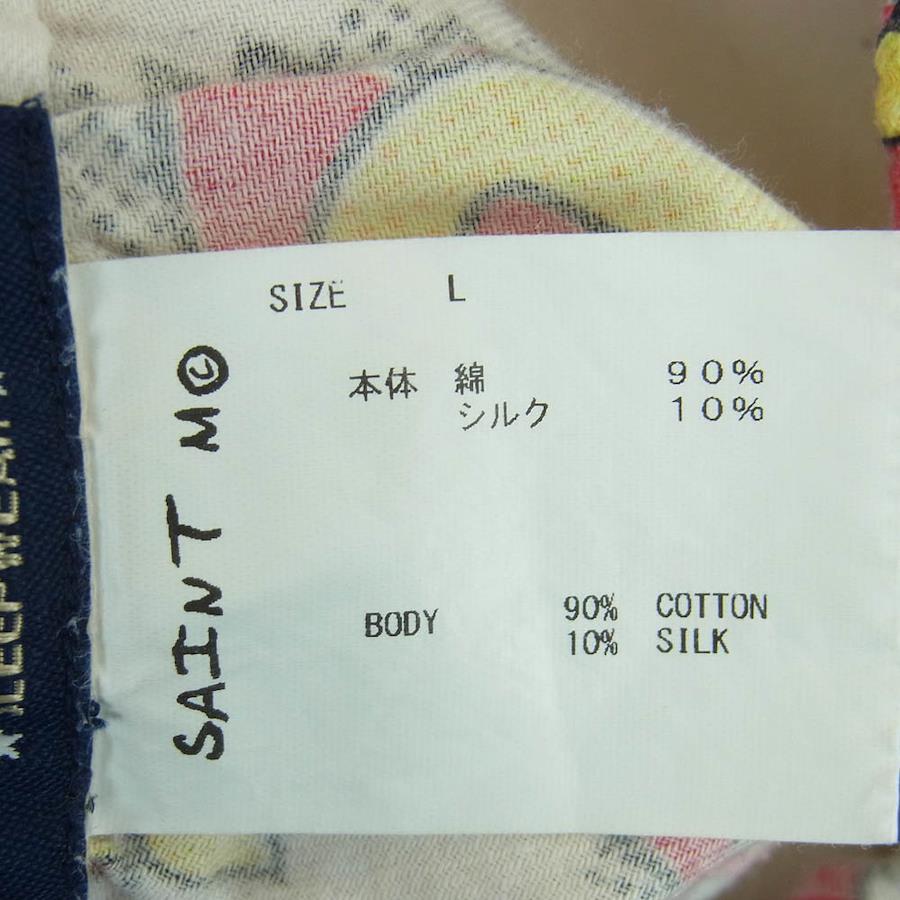 SIZE L
本体 綿 90%
シルク 10%
BODY 90% COTTON
10% SILK
SAINT M©